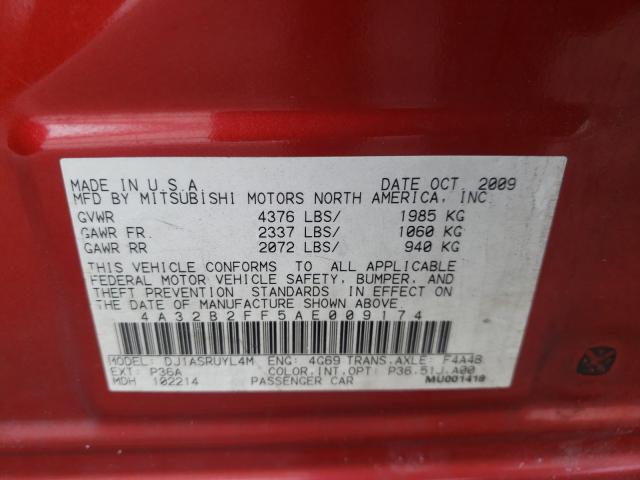 MADE IN U.S.A. DATE OCT. 2009
MFD BY MITSUBISHI MOTORS NORTH AMERICA, INC
GVWR 4376 LBS/ 1985 KG
GAWR FR. 2337 LBS/ 1060 KG
GAWR RR 2072 LBS/ 940 KG
THIS VEHICLE CONFORMS TO ALL APPLICABLE
FEDERAL MOTOR VEHICLE SAFETY, BUMPER, AND
THEFT PREVENTION STANDARDS IN EFFECT ON
THE DATE OF MANUFACTURE SHOWN ABOVE.
4A32B2FF5AE009174
MODEL: DJ1ASRUYL4M ENG: 4G69 TRANS.AXLE: F4A4B
EXT: P36A COLOR,INT,OPT: P36.51J.A00
MDH 102214 PASSENGER CAR MU001419